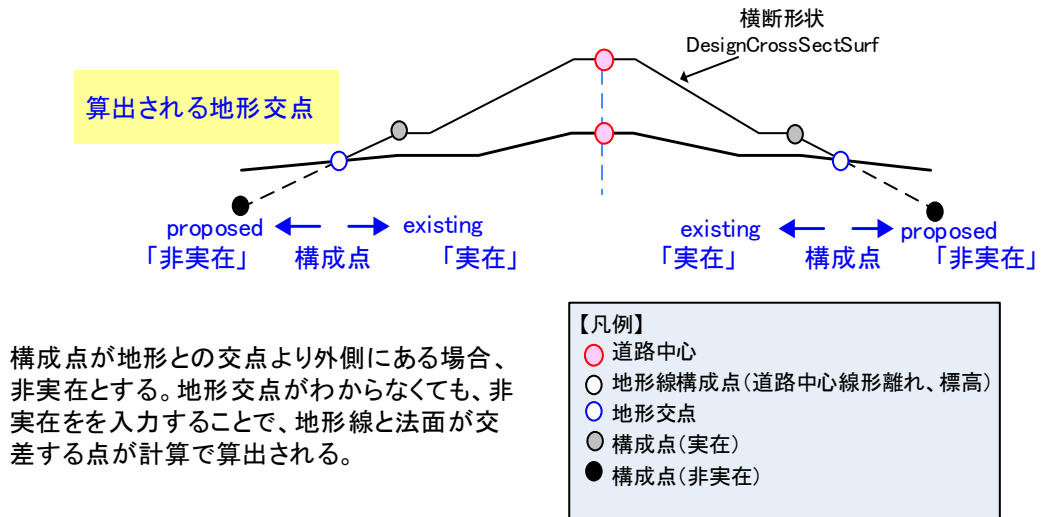 横断形状
DesignCrossSectSurf
算出される地形交点
proposed
existing
existing
proposed
「非実在」
構成点
「実在」
「実在」
構成点
「非実在」
構成点が地形との交点より外側にある場合、
非実在とする。地形交点がわからなくても、非
実在をを入力することで、地形線と法面が交
差する点が計算で算出される。
【凡例】
道路中心
地形線構成点(道路中心線形離れ、標高)
地形交点
構成点(実在)
構成点(非実在)